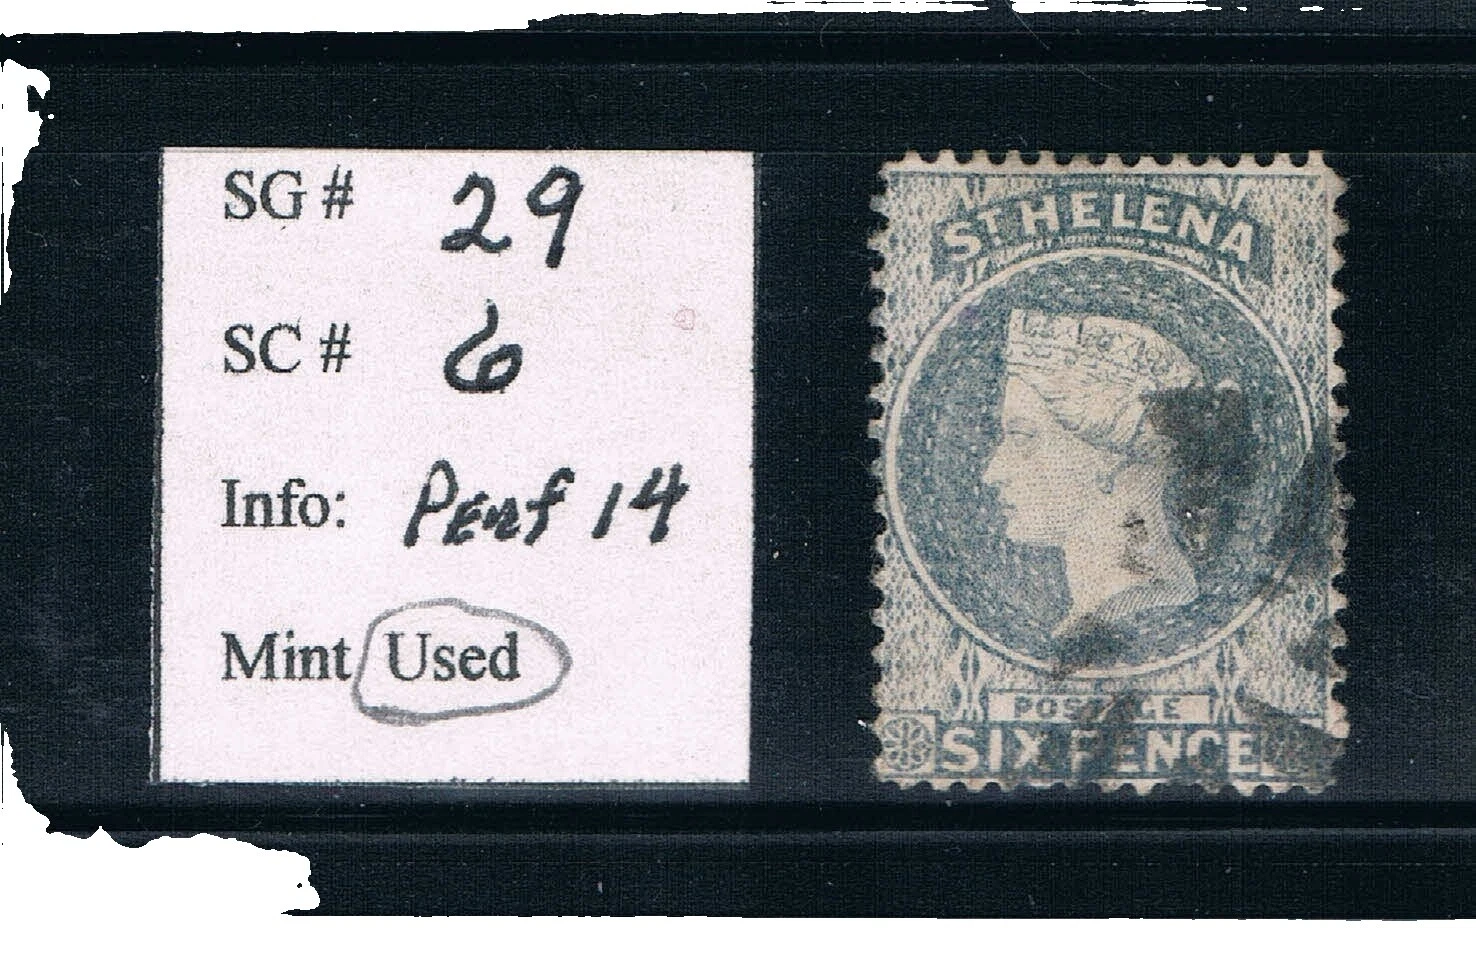 SG # 29
SC # 6
Info: Perf 14
Mint Used
ST HELENA
POSTAGE
SIX PENCE